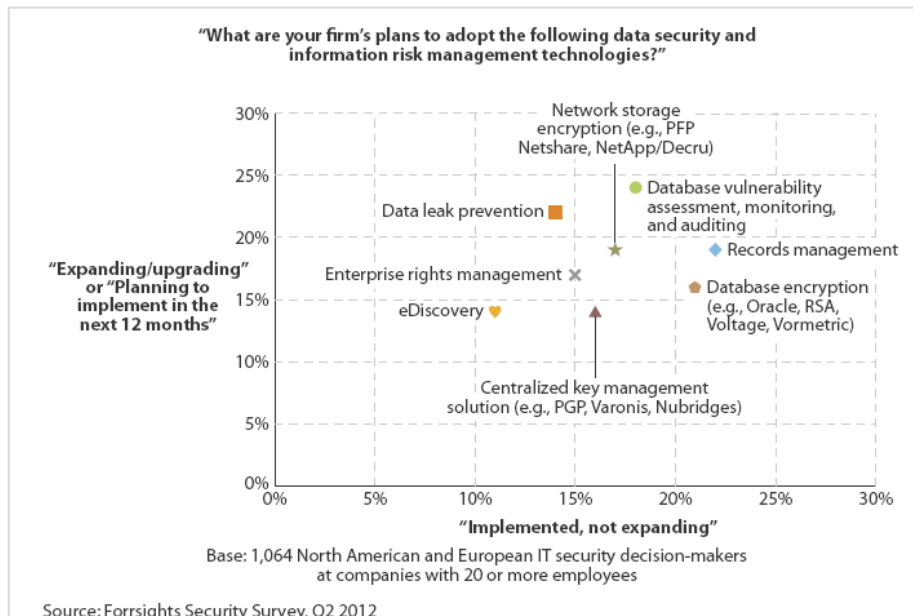 “What are your firm’s plans to adopt the following data security and
information risk management technologies?”
30%
25%
20%
15%
10%
5%
0%
“Expanding/upgrading”
or “Planning to
implement in the
next 12 months”
Network storage
encryption (e.g., PFP
Netshare, NetApp/Decru)
Database vulnerability
assessment, monitoring,
and auditing
Data leak prevention
Records management
Enterprise rights management
Database encryption
(e.g., Oracle, RSA,
Voltage, Vormetric)
eDiscovery
Centralized key management
solution (e.g., PGP, Varonis, Nubridges)
0%
5%
10%
15%
20%
25%
30%
“Implemented, not expanding”
Base: 1,064 North American and European IT security decision-makers
at companies with 20 or more employees
Source: Forrsights Security Survey, Q2 2012